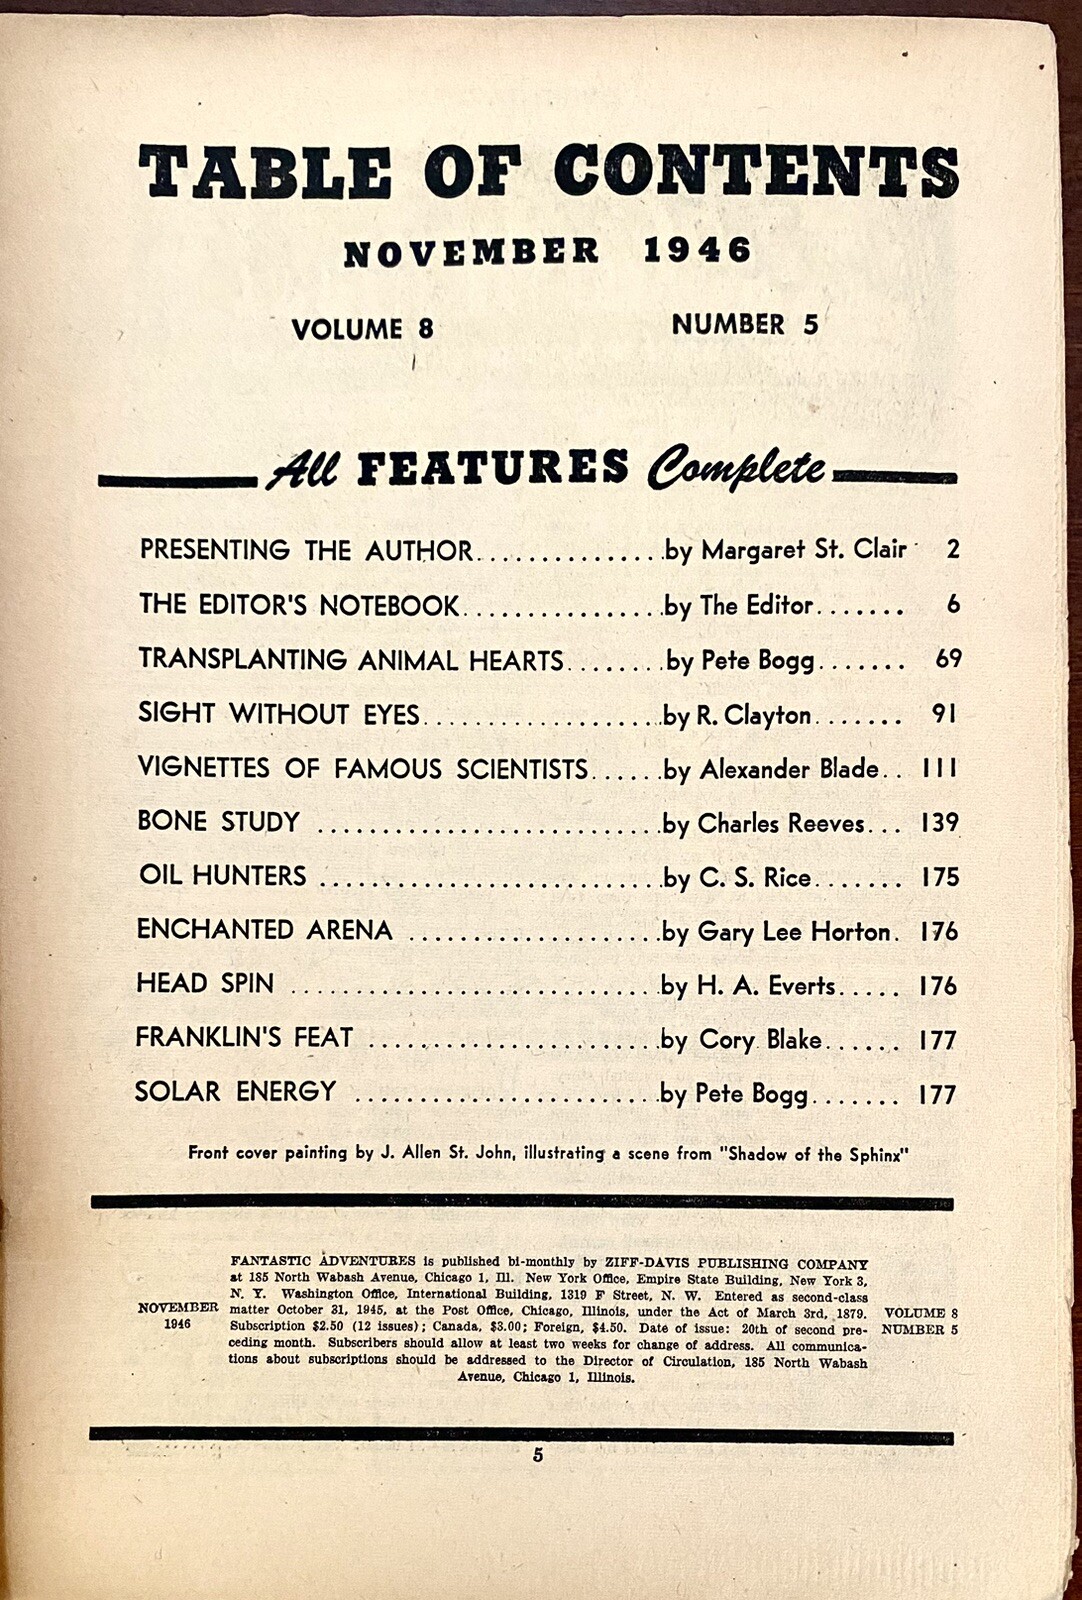 TABLE OF CONTENTS
NOVEMBER 1946
VOLUME 8 NUMBER 5
All FEATURES Complete
PRESENTING THE AUTHOR...............by Margaret St. Clair 2
THE EDITOR'S NOTEBOOK................by The Editor....... 6
TRANSPLANTING ANIMAL HEARTS........by Pete Bogg....... 69
SIGHT WITHOUT EYES...................by R. Clayton....... 91
VIGNETTES OF FAMOUS SCIENTISTS......by Alexander Blade.. 111
BONE STUDY ...........................by Charles Reeves... 139
OIL HUNTERS ...........................by C. S. Rice....... 175
ENCHANTED ARENA ....................by Gary Lee Horton. 176
HEAD SPIN .............................by H. A. Everts..... 176
FRANKLIN'S FEAT .......................by Cory Blake...... 177
SOLAR ENERGY ........................by Pete Bogg....... 177
Front cover painting by J. Allen St. John, illustrating a scene from "Shadow of the Sphinx"
FANTASTIC ADVENTURES is published bi-monthly by ZIFF-DAVIS PUBLISHING COMPANY
at 185 North Wabash Avenue, Chicago 1, Ill. New York Office, Empire State Building, New York 3,
N. Y. Washington Office, International Building, 1319 F Street, N. W. Entered as second-class
matter October 31, 1945, at the Post Office, Chicago, Illinois, under the Act of March 3rd, 1879.
Subscription $2.50 (12 issues); Canada, $3.00; Foreign, $4.50. Date of issue: 20th of second pre-
ceding month. Subscribers should allow at least two weeks for change of address. All communica-
tions about subscriptions should be addressed to the Director of Circulation, 185 North Wabash
Avenue, Chicago 1, Illinois.
NOVEMBER
1946
VOLUME 8
NUMBER 5
5